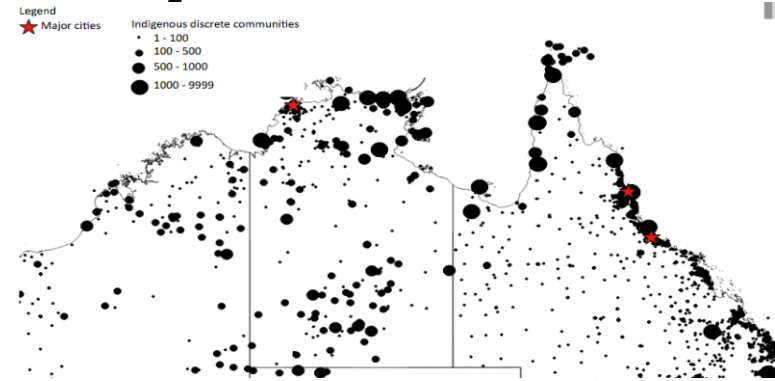 Legend
Major cities
Indigenous discrete communities
1 - 100
100 - 500
500 - 1000
1000 - 9999